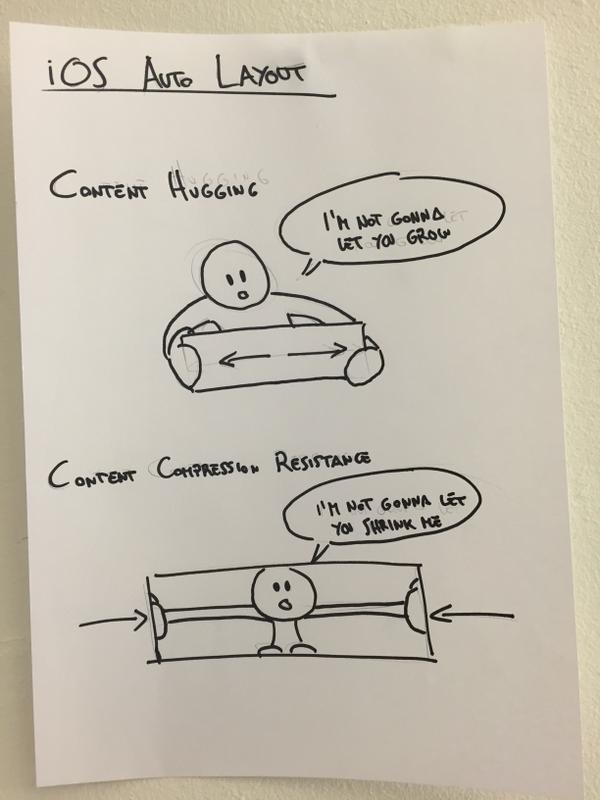 iOS AUTO LAYOUT
CONTENT HUGGING
I'M NOT GONNA
LET YOU GROW
CONTENT COMPRESSION RESISTANCE
I'M NOT GONNA LET
YOU SHRINK ME